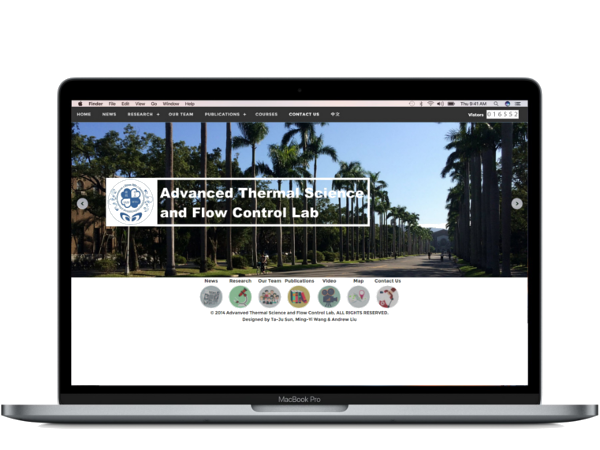 Finder File Edit View Go Window Help Thu 9:41 AM
HOME NEWS RESEARCH + OUR TEAM PUBLICATIONS + COURSES CONTACT US 中文 Visitors 016552
Advanced Thermal Science
and Flow Control Lab
News Research Our Team Publications Video Map Contact Us
© 2014 Advanved Thermal Science and Flow Control Lab. ALL RIGHTS RESERVED.
Designed by Ta-Ju Sun, Ming-Yi Wang & Andrew Liu
MacBook Pro